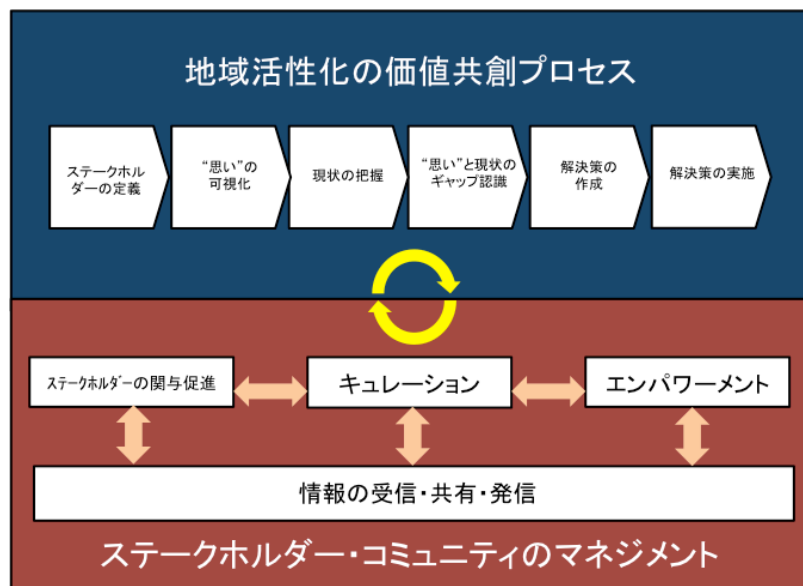 地域活性化の価値共創プロセス
ステークホル
ダーの定義
“思い”の
可視化
現状の把握
“思い”と現状の
ギャップ認識
解決策の
作成
解決策の実施
ｽﾃｰｸﾎﾙﾀﾞｰの関与促進
キュレーション
エンパワーメント
情報の受信・共有・発信
ステークホルダー・コミュニティのマネジメント